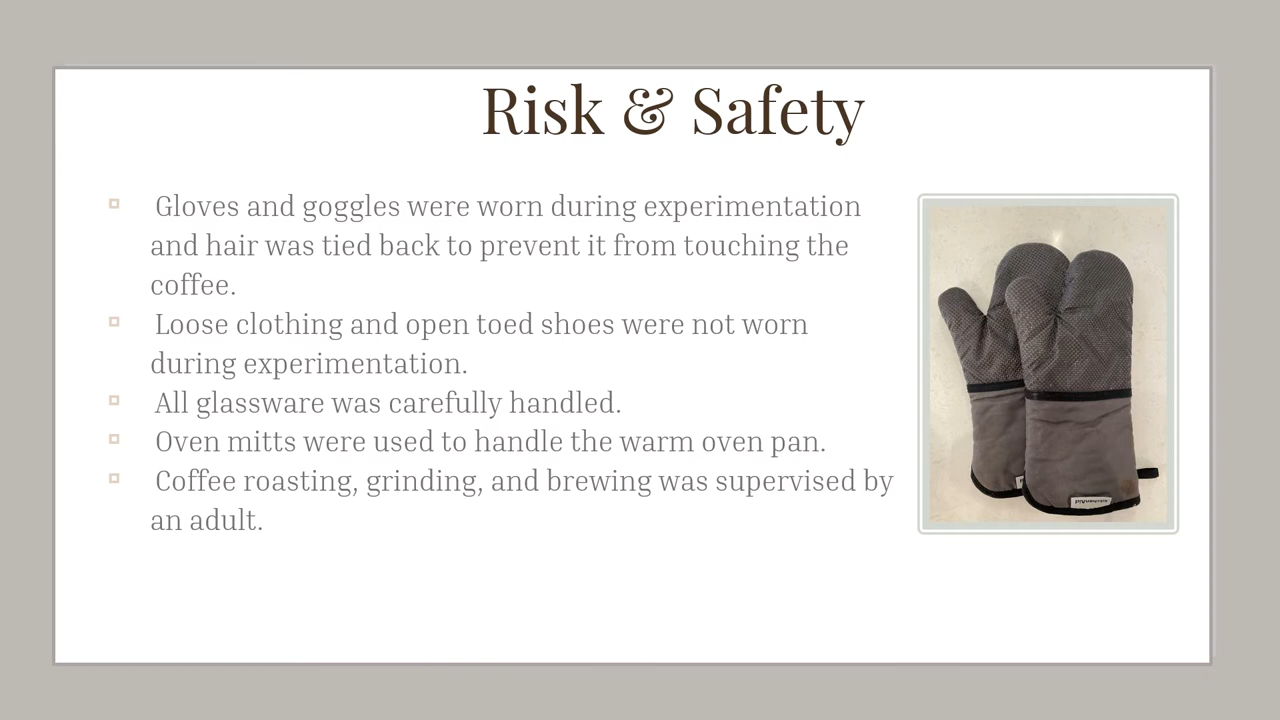 Risk & Safety
Gloves and goggles were worn during experimentation
and hair was tied back to prevent it from touching the
coffee.
Loose clothing and open toed shoes were not worn
during experimentation.
All glassware was carefully handled.
Oven mitts were used to handle the warm oven pan.
Coffee roasting, grinding, and brewing was supervised by
an adult.
KitchenAid